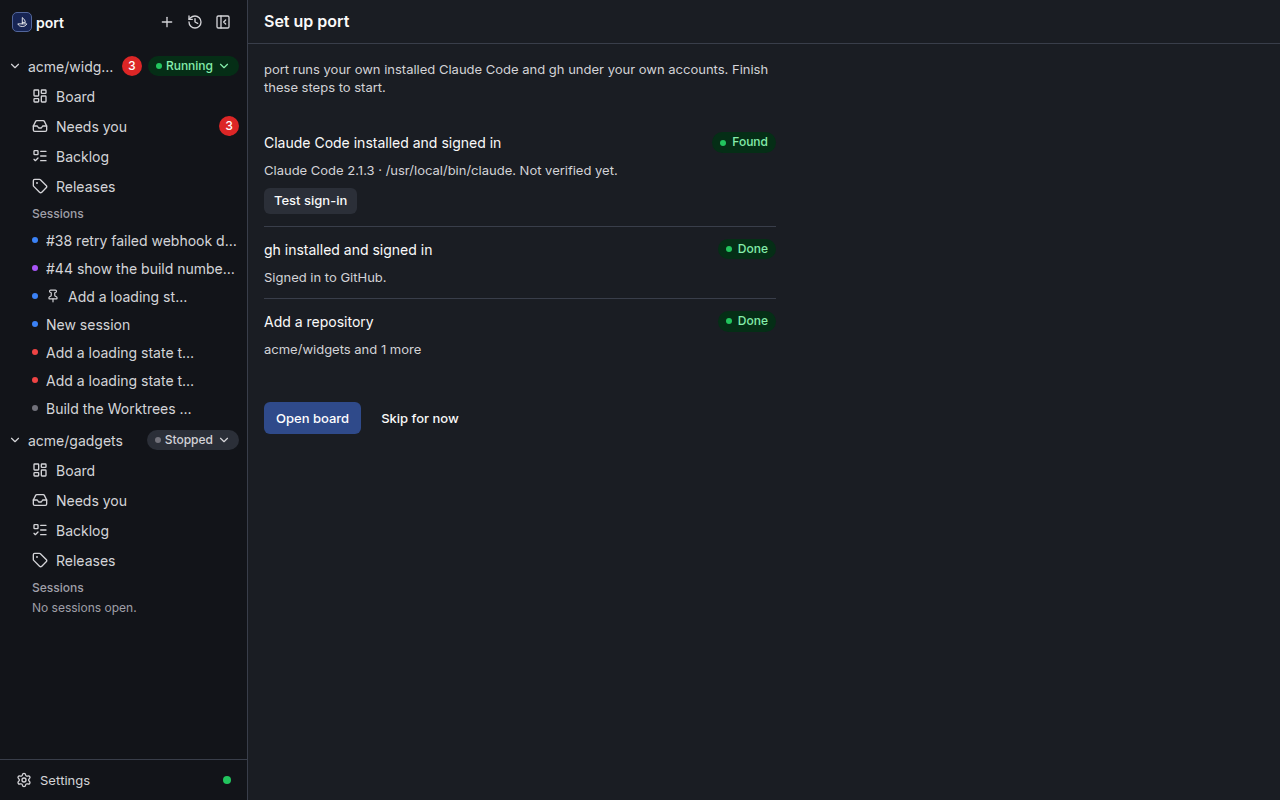 port
acme/widg... 3 Running
Board
Needs you 3
Backlog
Releases
Sessions
#38 retry failed webhook d...
#44 show the build numbe...
Add a loading st...
New session
Add a loading state t...
Add a loading state t...
Build the Worktrees ...
acme/gadgets Stopped
Board
Needs you
Backlog
Releases
Sessions
No sessions open.
Settings
Set up port
port runs your own installed Claude Code and gh under your own accounts. Finish
these steps to start.
Claude Code installed and signed in Found
Claude Code 2.1.3 · /usr/local/bin/claude. Not verified yet.
Test sign-in
gh installed and signed in Done
Signed in to GitHub.
Add a repository Done
acme/widgets and 1 more
Open board Skip for now